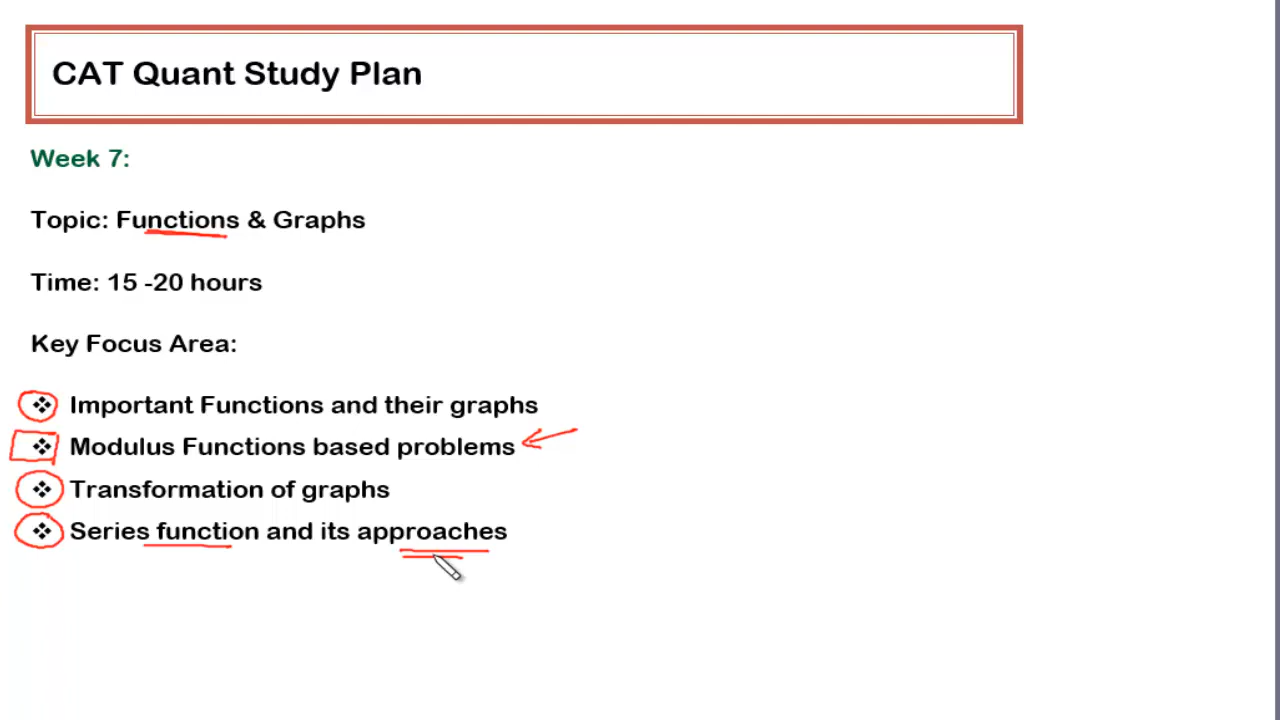 CAT Quant Study Plan
Week 7:
Topic: Functions & Graphs
Time: 15 -20 hours
Key Focus Area:
❖ Important Functions and their graphs
❖ Modulus Functions based problems
❖ Transformation of graphs
❖ Series function and its approaches